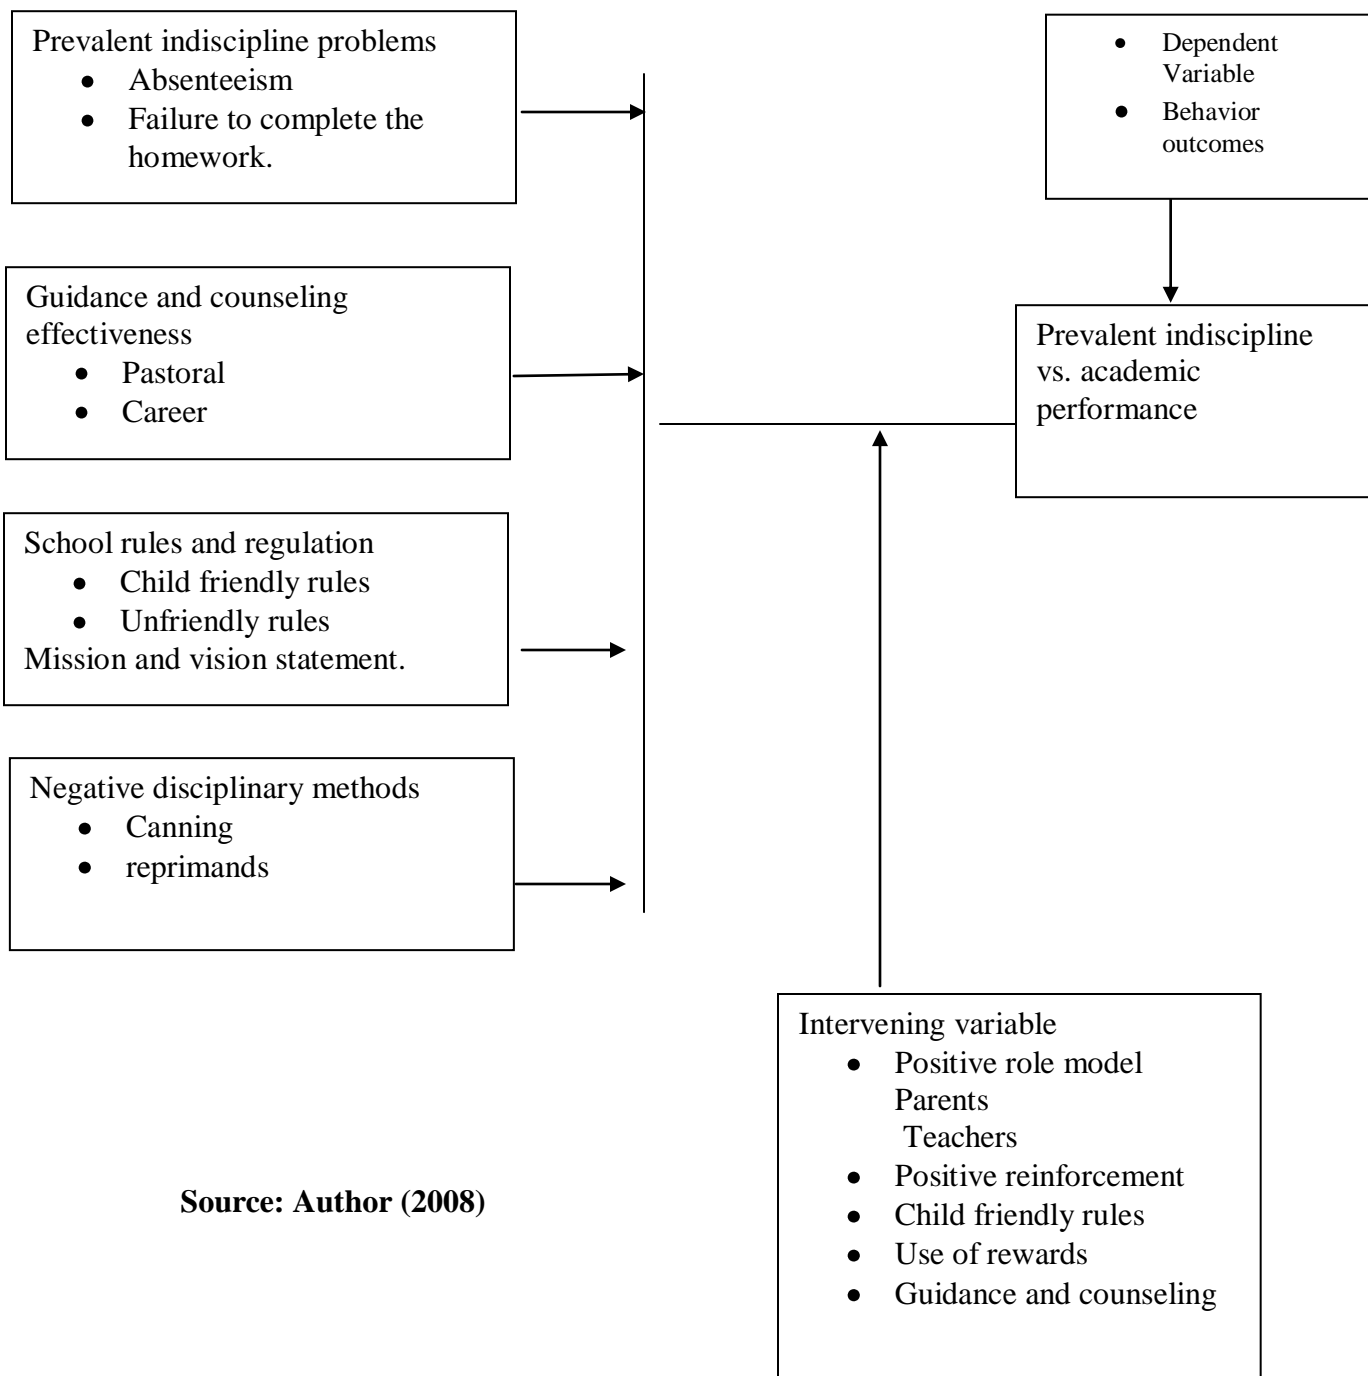 Prevalent indiscipline problems
• Absenteeism
• Failure to complete the
homework.
Guidance and counseling
effectiveness
• Pastoral
• Career
School rules and regulation
• Child friendly rules
• Unfriendly rules
Mission and vision statement.
Negative disciplinary methods
• Canning
• reprimands
• Dependent
Variable
• Behavior
outcomes
Prevalent indiscipline
vs. academic
performance
Intervening variable
• Positive role model
Parents
Teachers
• Positive reinforcement
• Child friendly rules
• Use of rewards
• Guidance and counseling
Source: Author (2008)